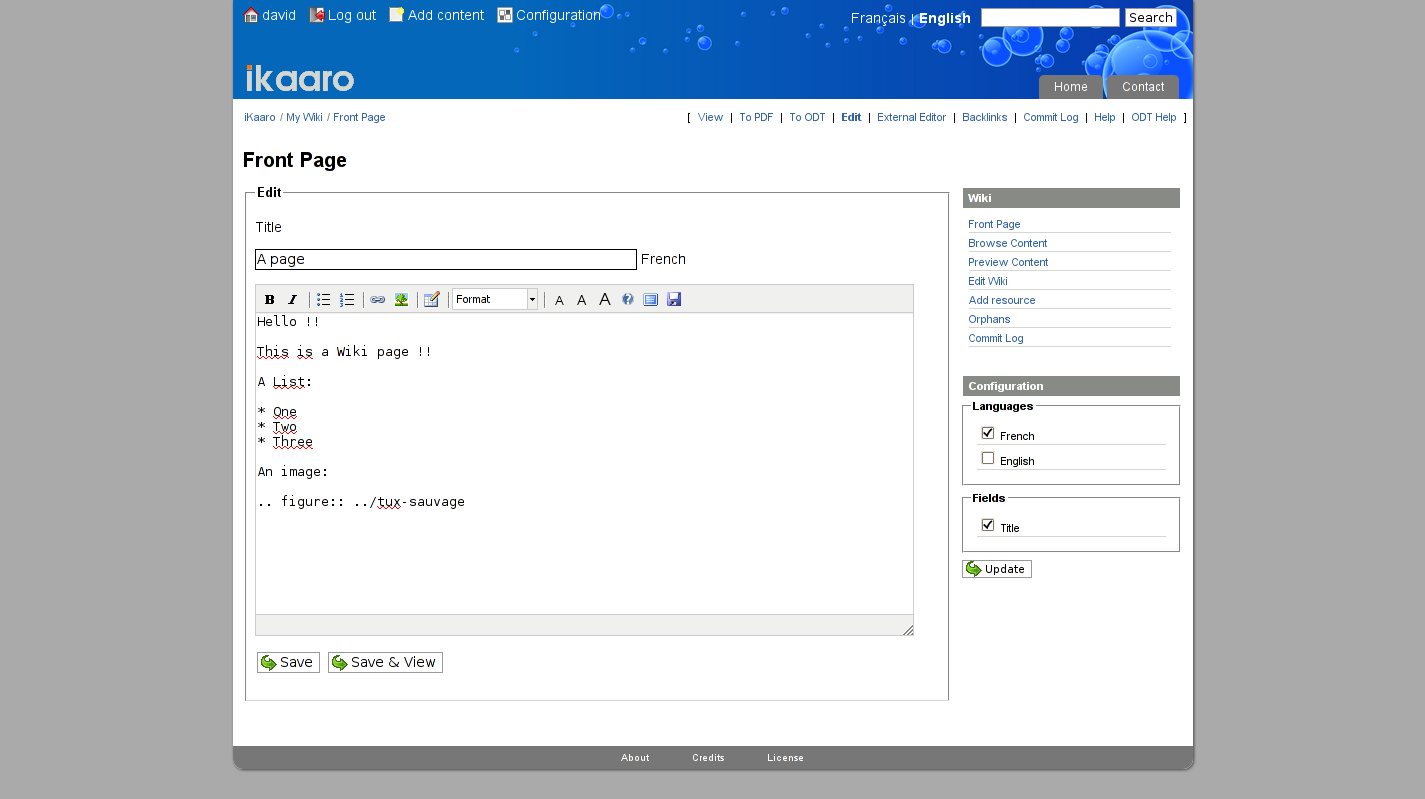 david Log out Add content Configuration Français | English Search
ikaaro
Home Contact
iKaaro / My Wiki / Front Page
[ View | To PDF | To ODT | Edit | External Editor | Backlinks | Commit Log | Help | ODT Help ]
Front Page
Edit
Title
A page French
B I Format A A A
Hello !!
This is a Wiki page !!
A List:
* One
* Two
* Three
An image:
.. figure:: ../tux-sauvage
Save Save & View
Wiki
Front Page
Browse Content
Preview Content
Edit Wiki
Add resource
Orphans
Commit Log
Configuration
Languages
French
English
Fields
Title
Update
About Credits License